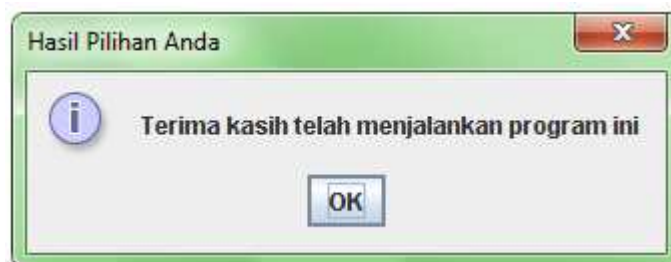 Hasil Pilihan Anda
Terima kasih telah menjalankan program ini
OK